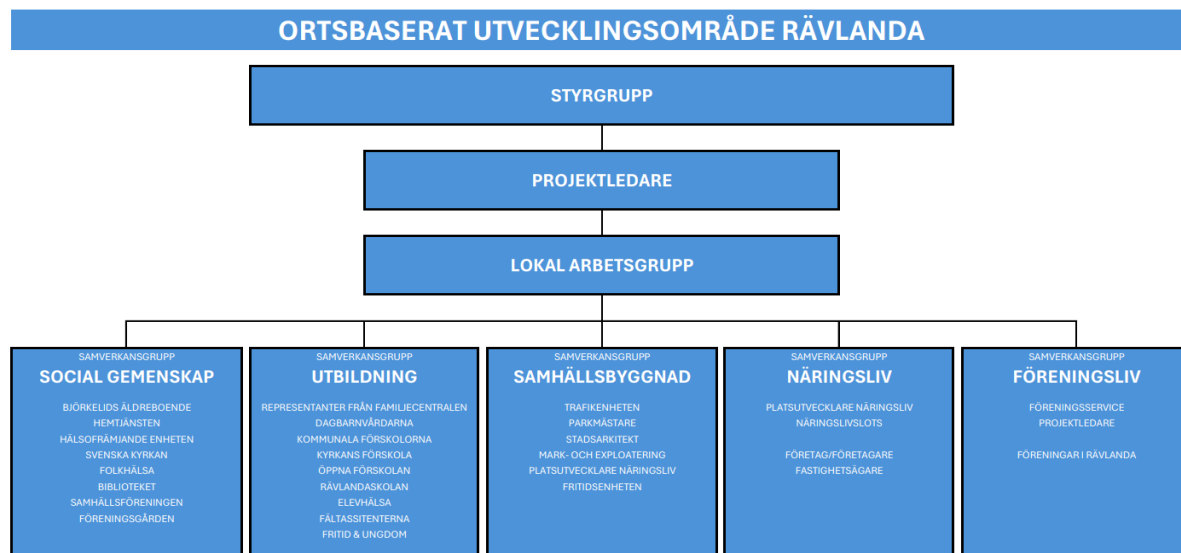 ORTSBASERAT UTVECKLINGSOMRÅDE RÄVLANDA
STYRGRUPP
PROJEKTLEDARE
LOKAL ARBETSGRUPP
SAMVERKANSGRUPP
SOCIAL GEMENSKAP
BJÖRKELIDS ÄLDREBOENDE
HEMTJÄNSTEN
HÄLSOFRÄMJANDE ENHETEN
SVENSKA KYRKAN
FOLKHÄLSA
BIBLIOTEKET
SAMHÄLLSFÖRENINGEN
FÖRENINGSGÅRDEN
SAMVERKANSGRUPP
UTBILDNING
REPRESENTANTER FRÅN FAMILJECENTRALEN
DAGBARNVÅRDARNA
KOMMUNALA FÖRSKOLORNA
KYRKANS FÖRSKOLA
ÖPPNA FÖRSKOLAN
RÄVLANDASKOLAN
ELEVHÄLSA
FÄLTASSITENTERNA
FRITID & UNGDOM
SAMVERKANSGRUPP
SAMHÄLLSBYGGNAD
TRAFIKENHETEN
PARKMÄSTARE
STADSARKITEKT
MARK- OCH EXPLOATERING
PLATSUTVECKLARE NÄRINGSLIV
FRITIDSENHETEN
SAMVERKANSGRUPP
NÄRINGSLIV
PLATSUTVECKLARE NÄRINGSLIV
NÄRINGSLIVSLOTS
FÖRETAG/FÖRETAGARE
FASTIGHETSÄGARE
SAMVERKANSGRUPP
FÖRENINGSLIV
FÖRENINGSSERVICE
PROJEKTLEDARE
FÖRENINGAR I RÄVLANDA